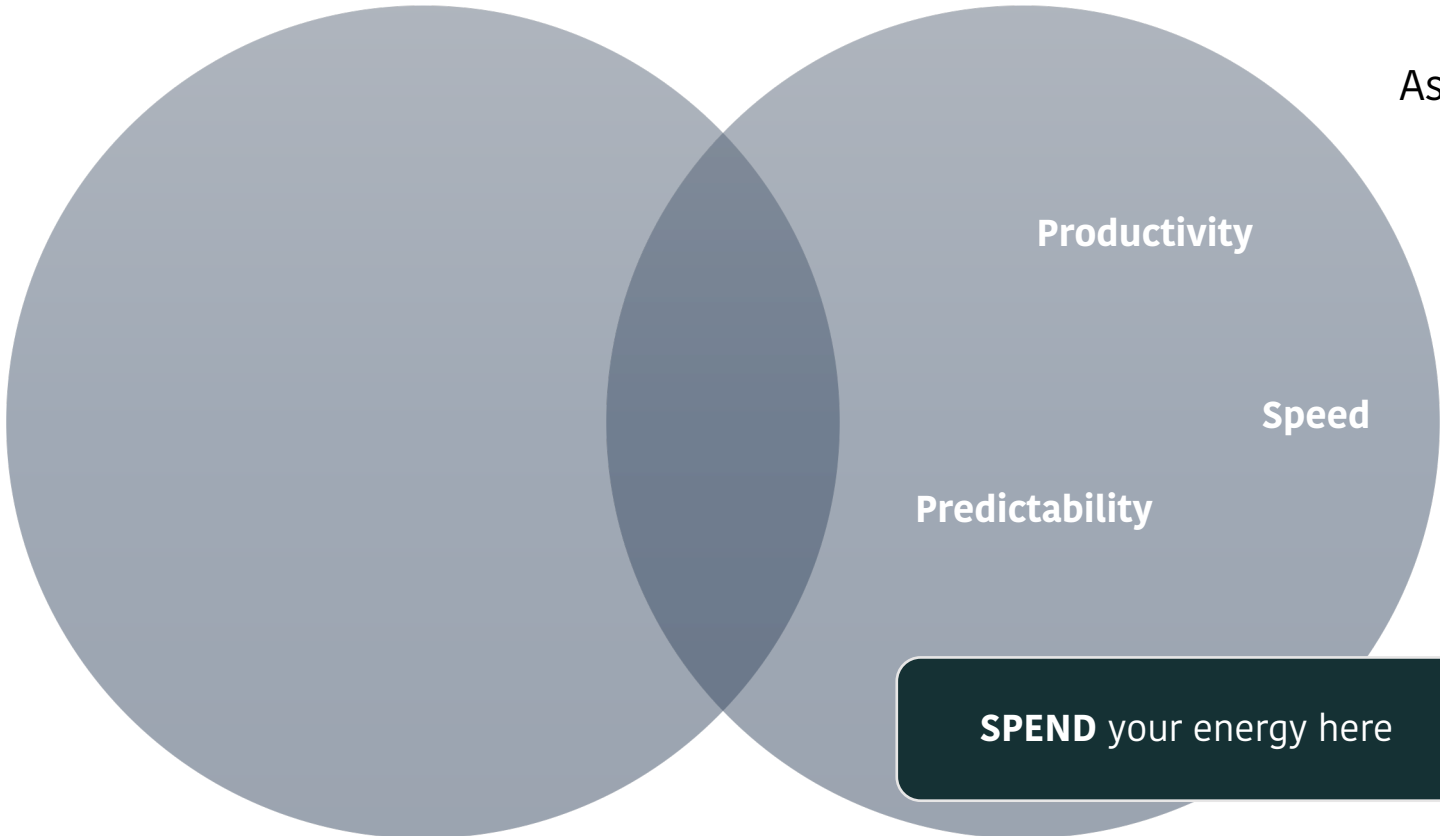 As
Productivity
Speed
Predictability
SPEND your energy here